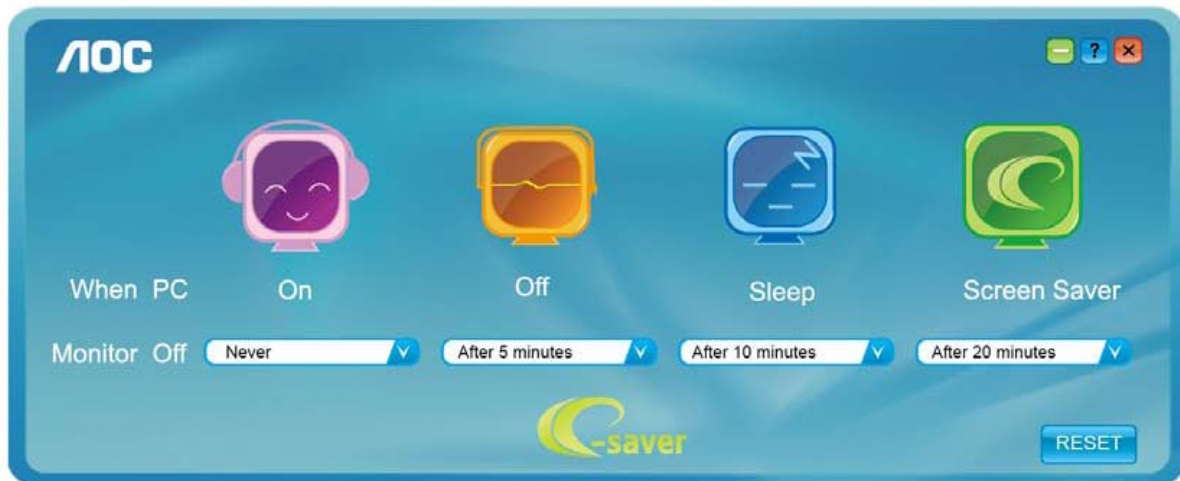 AOC
?
When PC On Off Sleep Screen Saver
Monitor Off Never After 5 minutes After 10 minutes After 20 minutes
e-saver
RESET